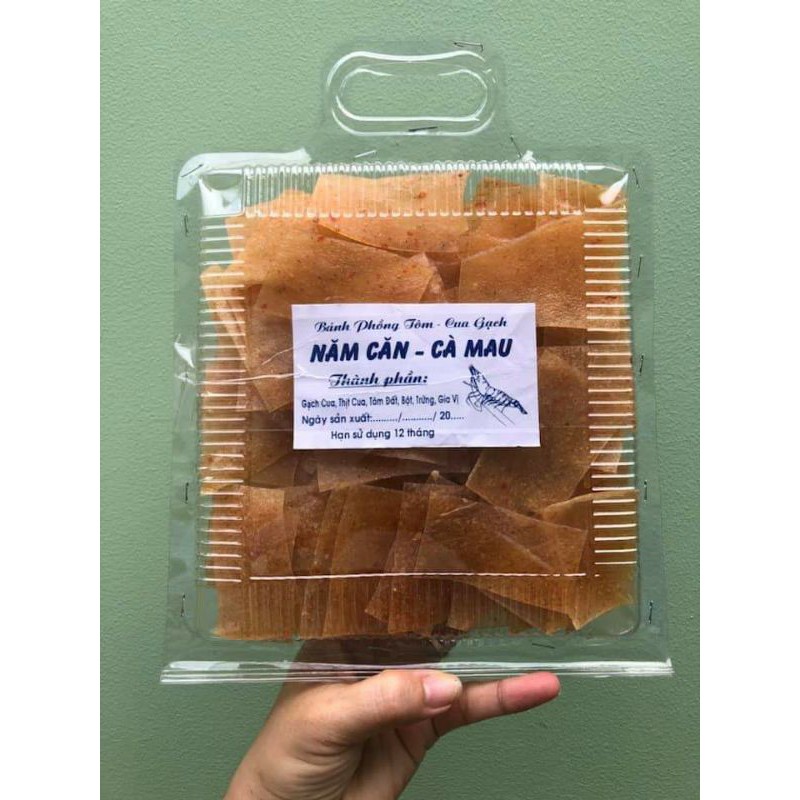 Bánh Phồng Tôm - Cua Gạch
NĂM CĂN - CÀ MAU
Thành phần:
Gạch Cua, Thịt Cua, Tôm Đất, Bột, Trứng, Gia Vị
Ngày sản xuất:........./........../ 20.....
Hạn sử dụng 12 tháng